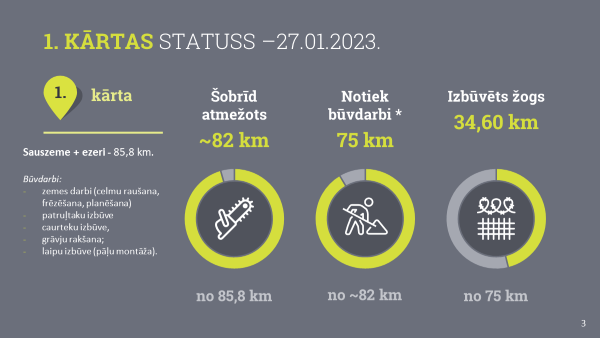 1. KĀRTAS STATUSS –27.01.2023.
1.
kārta
Sauszeme + ezeri - 85,8 km.
Būvdarbi:
- zemes darbi (celmu raušana,
frēzēšana, planēšana)
- patruļtaku izbūve
- caurteku izbūve,
- grāvju rakšana;
- laipu izbūve (pāļu montāža).
Šobrīd
atmežots
~82 km
no 85,8 km
Notiek
būvdarbi *
75 km
no ~82 km
Izbūvēts žogs
34,60 km
no 75 km
3